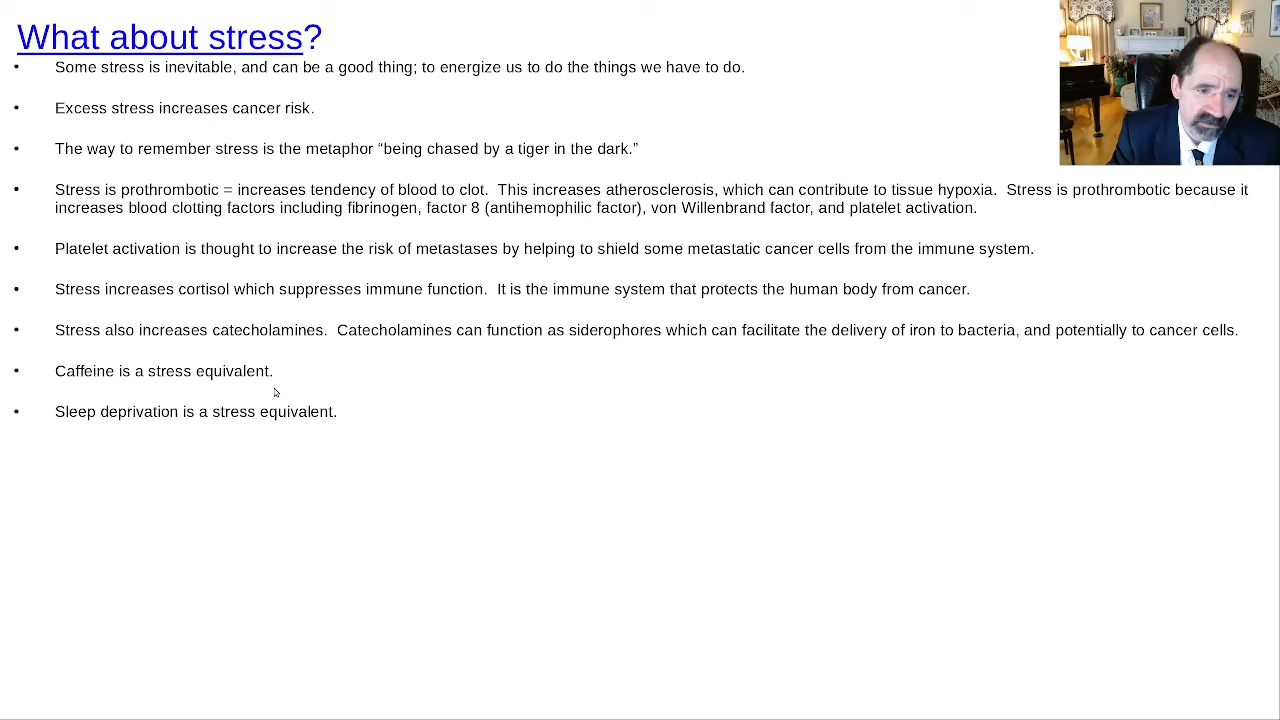 What about stress?
• Some stress is inevitable, and can be a good thing; to energize us to do the things we have to do.
• Excess stress increases cancer risk.
• The way to remember stress is the metaphor “being chased by a tiger in the dark.”
• Stress is prothrombotic = increases tendency of blood to clot.  This increases atherosclerosis, which can contribute to tissue hypoxia.  Stress is prothrombotic because it
increases blood clotting factors including fibrinogen, factor 8 (antihemophilic factor), von Willenbrand factor, and platelet activation.
• Platelet activation is thought to increase the risk of metastases by helping to shield some metastatic cancer cells from the immune system.
• Stress increases cortisol which suppresses immune function.  It is the immune system that protects the human body from cancer.
• Stress also increases catecholamines.  Catecholamines can function as siderophores which can facilitate the delivery of iron to bacteria, and potentially to cancer cells.
• Caffeine is a stress equivalent.
• Sleep deprivation is a stress equivalent.